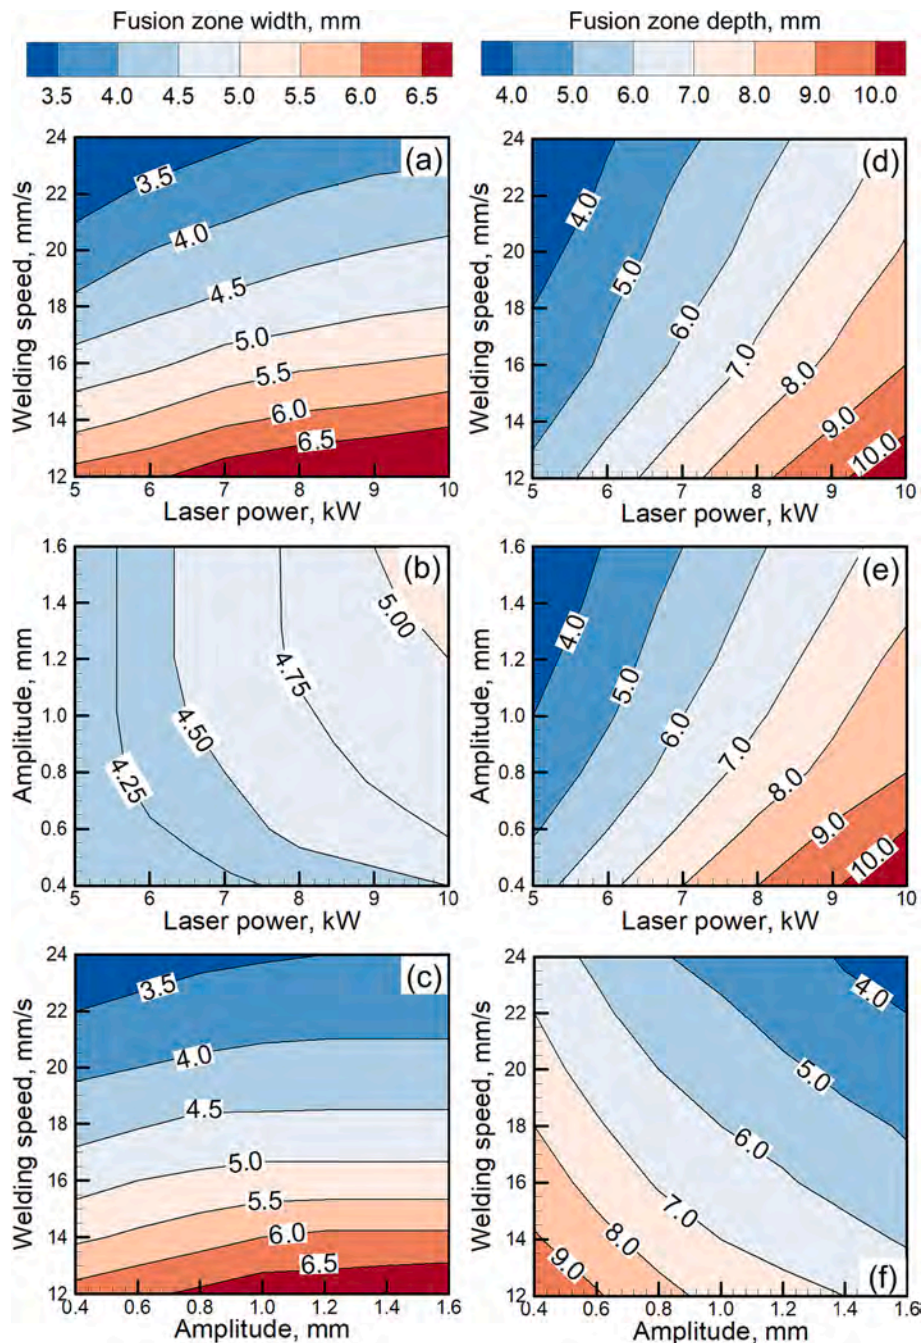 Fusion zone width, mm
3.5 4.0 4.5 5.0 5.5 6.0 6.5
Fusion zone depth, mm
4.0 5.0 6.0 7.0 8.0 9.0 10.0
(a)
Welding speed, mm/s
24
22
20
18
16
14
12
3.5
4.0
4.5
5.0
5.5
6.0
6.5
5 6 7 8 9 10
Laser power, kW
(d)
Welding speed, mm/s
24
22
20
18
16
14
12
4.0
5.0
6.0
7.0
8.0
9.0
10.0
5 6 7 8 9 10
Laser power, kW
(b)
Amplitude, mm
1.6
1.4
1.2
1.0
0.8
0.6
0.4
5.00
4.75
4.50
4.25
5 6 7 8 9 10
Laser power, kW
(e)
Amplitude, mm
1.6
1.4
1.2
1.0
0.8
0.6
0.4
4.0
5.0
6.0
7.0
8.0
9.0
10.0
5 6 7 8 9 10
Laser power, kW
(c)
Welding speed, mm/s
24
22
20
18
16
14
12
3.5
4.0
4.5
5.0
5.5
6.0
6.5
0.4 0.6 0.8 1.0 1.2 1.4 1.6
Amplitude, mm
Welding speed, mm/s
24
22
20
18
16
14
12
4.0
5.0
6.0
7.0
8.0
9.0
(f)
0.4 0.6 0.8 1.0 1.2 1.4 1.6
Amplitude, mm